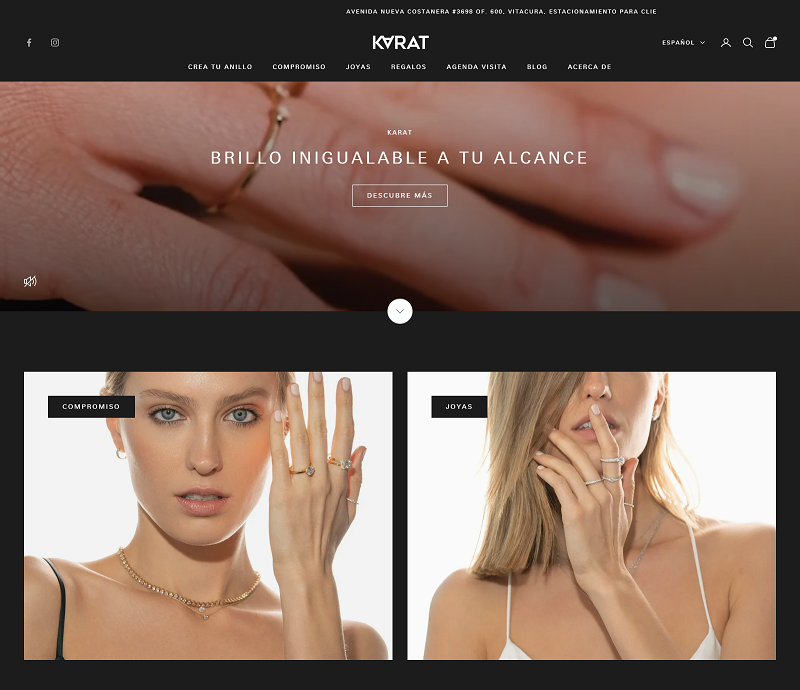 AVENIDA NUEVA COSTANERA #3698 OF. 600, VITACURA, ESTACIONAMIENTO PARA CLIE
KARAT
ESPAÑOL
CREA TU ANILLO COMPROMISO JOYAS REGALOS AGENDA VISITA BLOG ACERCA DE
KARAT
BRILLO INIGUALABLE A TU ALCANCE
DESCUBRE MÁS
COMPROMISO
JOYAS